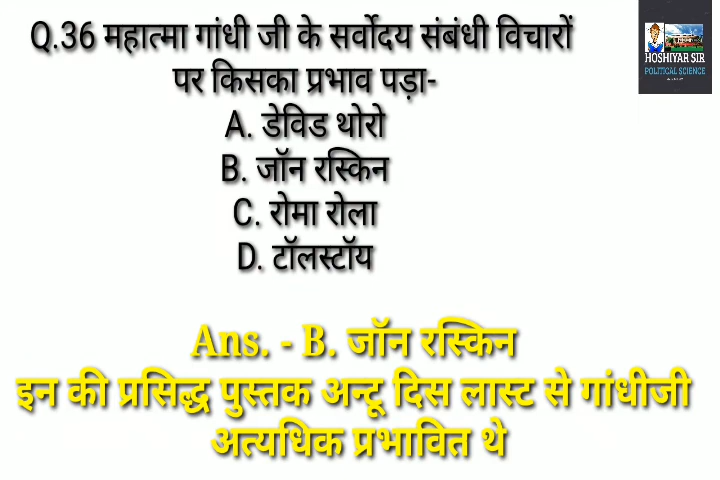 Q.36 महात्मा गांधी जी के सर्वोदय संबंधी विचारों
पर किसका प्रभाव पड़ा-
A. डेविड थोरो
B. जॉन रस्किन
C. रोमा रोला
D. टॉलस्टॉय
Ans. - B. जॉन रस्किन
इन की प्रसिद्ध पुस्तक अन्टू दिस लास्ट से गांधीजी
अत्यधिक प्रभावित थे
HOSHIYAR SIR
POLITICAL SCIENCE